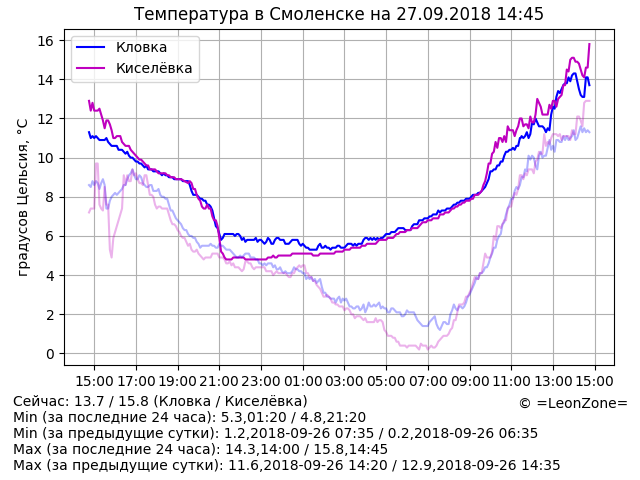 Температура в Смоленске на 27.09.2018 14:45
Кловка
Киселёвка
градусов Цельсия, °C
16
14
12
10
8
6
4
2
0
15:00 17:00 19:00 21:00 23:00 01:00 03:00 05:00 07:00 09:00 11:00 13:00 15:00
Сейчас: 13.7 / 15.8 (Кловка / Киселёвка)
© =LeonZone=
Min (за последние 24 часа): 5.3,01:20 / 4.8,21:20
Min (за предыдущие сутки): 1.2,2018-09-26 07:35 / 0.2,2018-09-26 06:35
Max (за последние 24 часа): 14.3,14:00 / 15.8,14:45
Max (за предыдущие сутки): 11.6,2018-09-26 14:20 / 12.9,2018-09-26 14:35